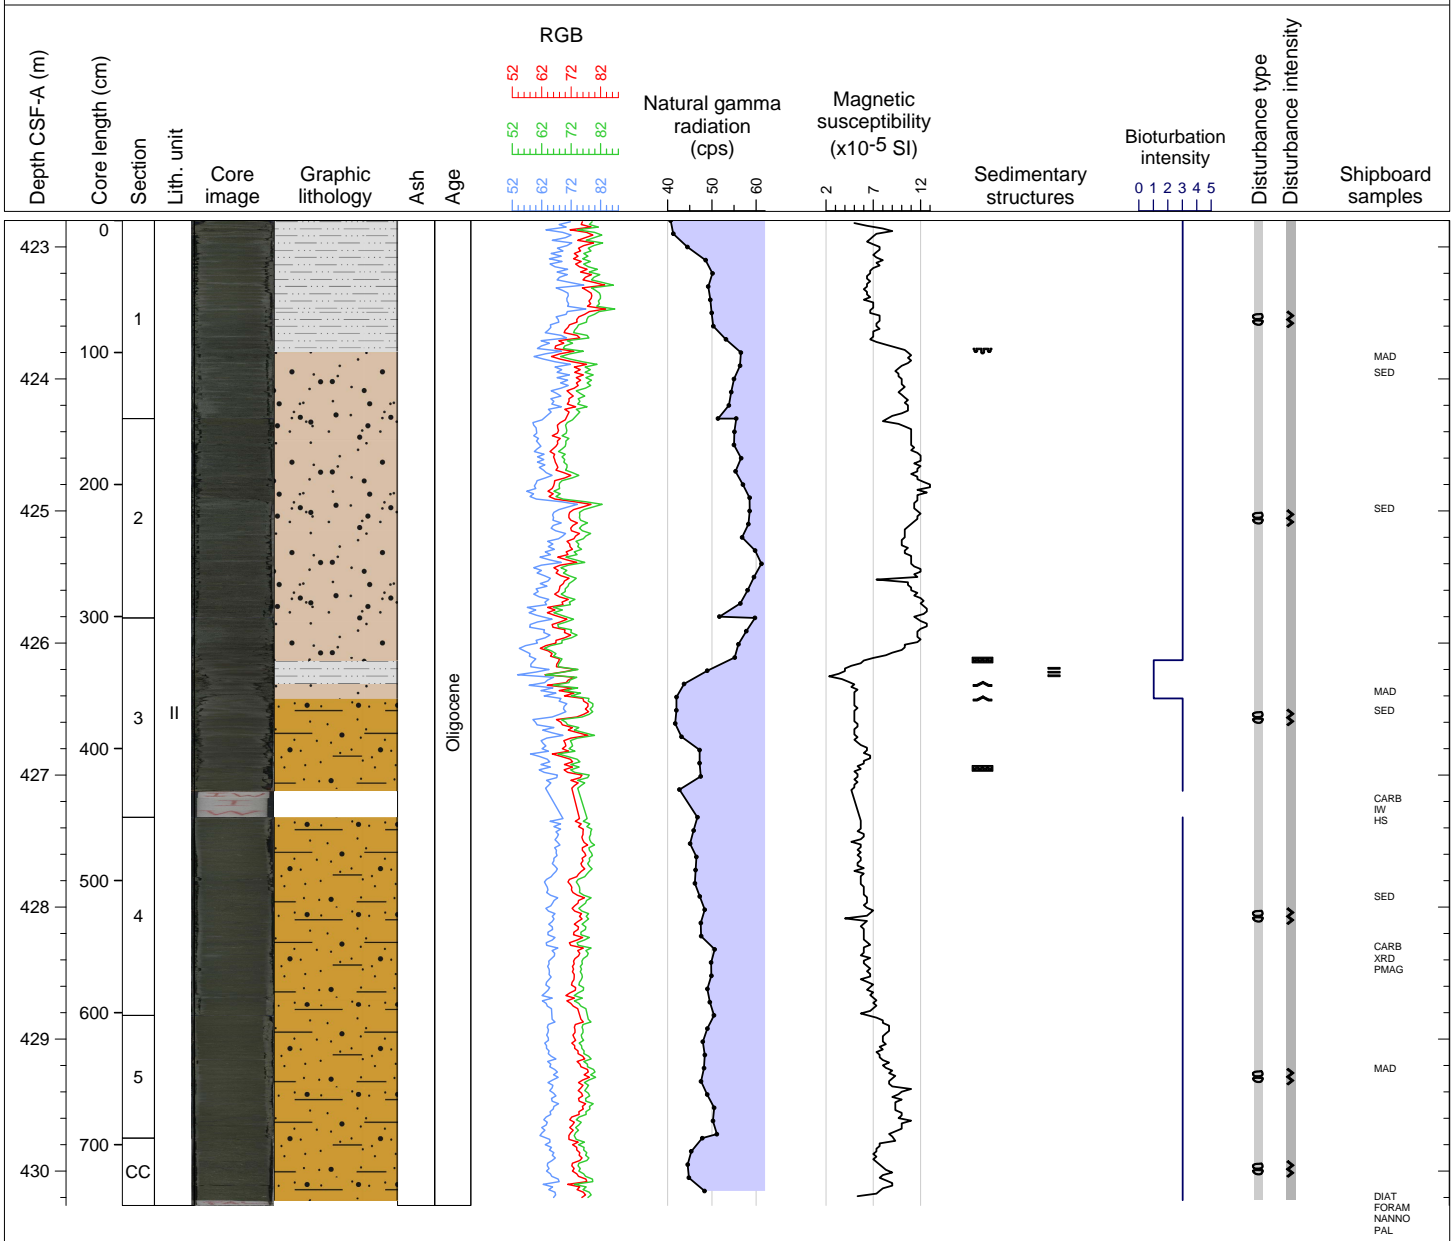 Depth CSF-A (m)
Core length (cm)
Section
Lith. unit
Core
image
Graphic
lithology
Ash
Age
RGB
52 62 72 82
52 62 72 82
52 62 72 82
Natural gamma
radiation
(cps)
40 50 60
Magnetic
susceptibility
(x10-5 SI)
2 7 12
Sedimentary
structures
Bioturbation
intensity
0 1 2 3 4 5
Disturbance type
Disturbance intensity
Shipboard
samples
0
423
1
100
MAD
424
SED
200
425
2
SED
300
426
MAD
3
II
Oligocene
SED
400
427
CARB
IW
HS
500
SED
428
4
CARB
XRD
PMAG
600
429
MAD
5
700
430
CC
DIAT
FORAM
NANNO
PAL